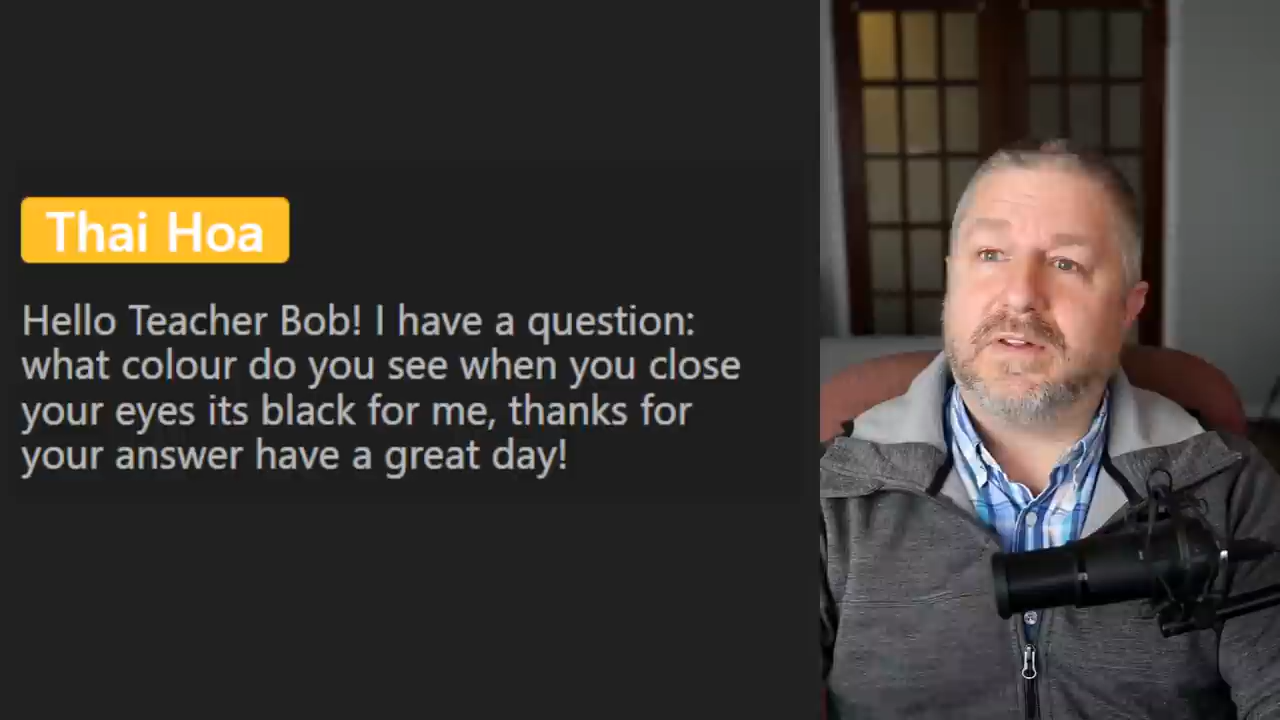 Thai Hoa
Hello Teacher Bob! I have a question:
what colour do you see when you close
your eyes its black for me, thanks for
your answer have a great day!